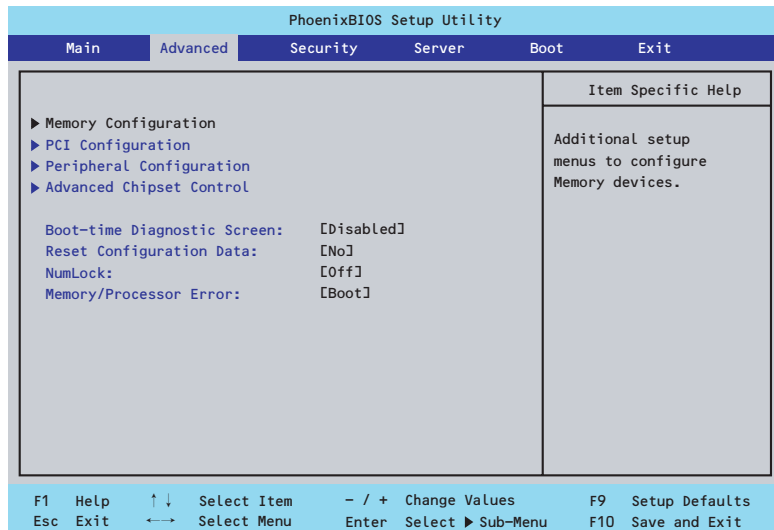 PhoenixBIOS Setup Utility
Main Advanced Security Server Boot Exit
Item Specific Help
▶ Memory Configuration
▶ PCI Configuration
▶ Peripheral Configuration
▶ Advanced Chipset Control
Boot-time Diagnostic Screen: [Disabled]
Reset Configuration Data: [No]
NumLock: [Off]
Memory/Processor Error: [Boot]
Additional setup
menus to configure
Memory devices.
F1 Help ↑↓ Select Item - / + Change Values F9 Setup Defaults
Esc Exit ←→ Select Menu Enter Select ▶ Sub-Menu F10 Save and Exit